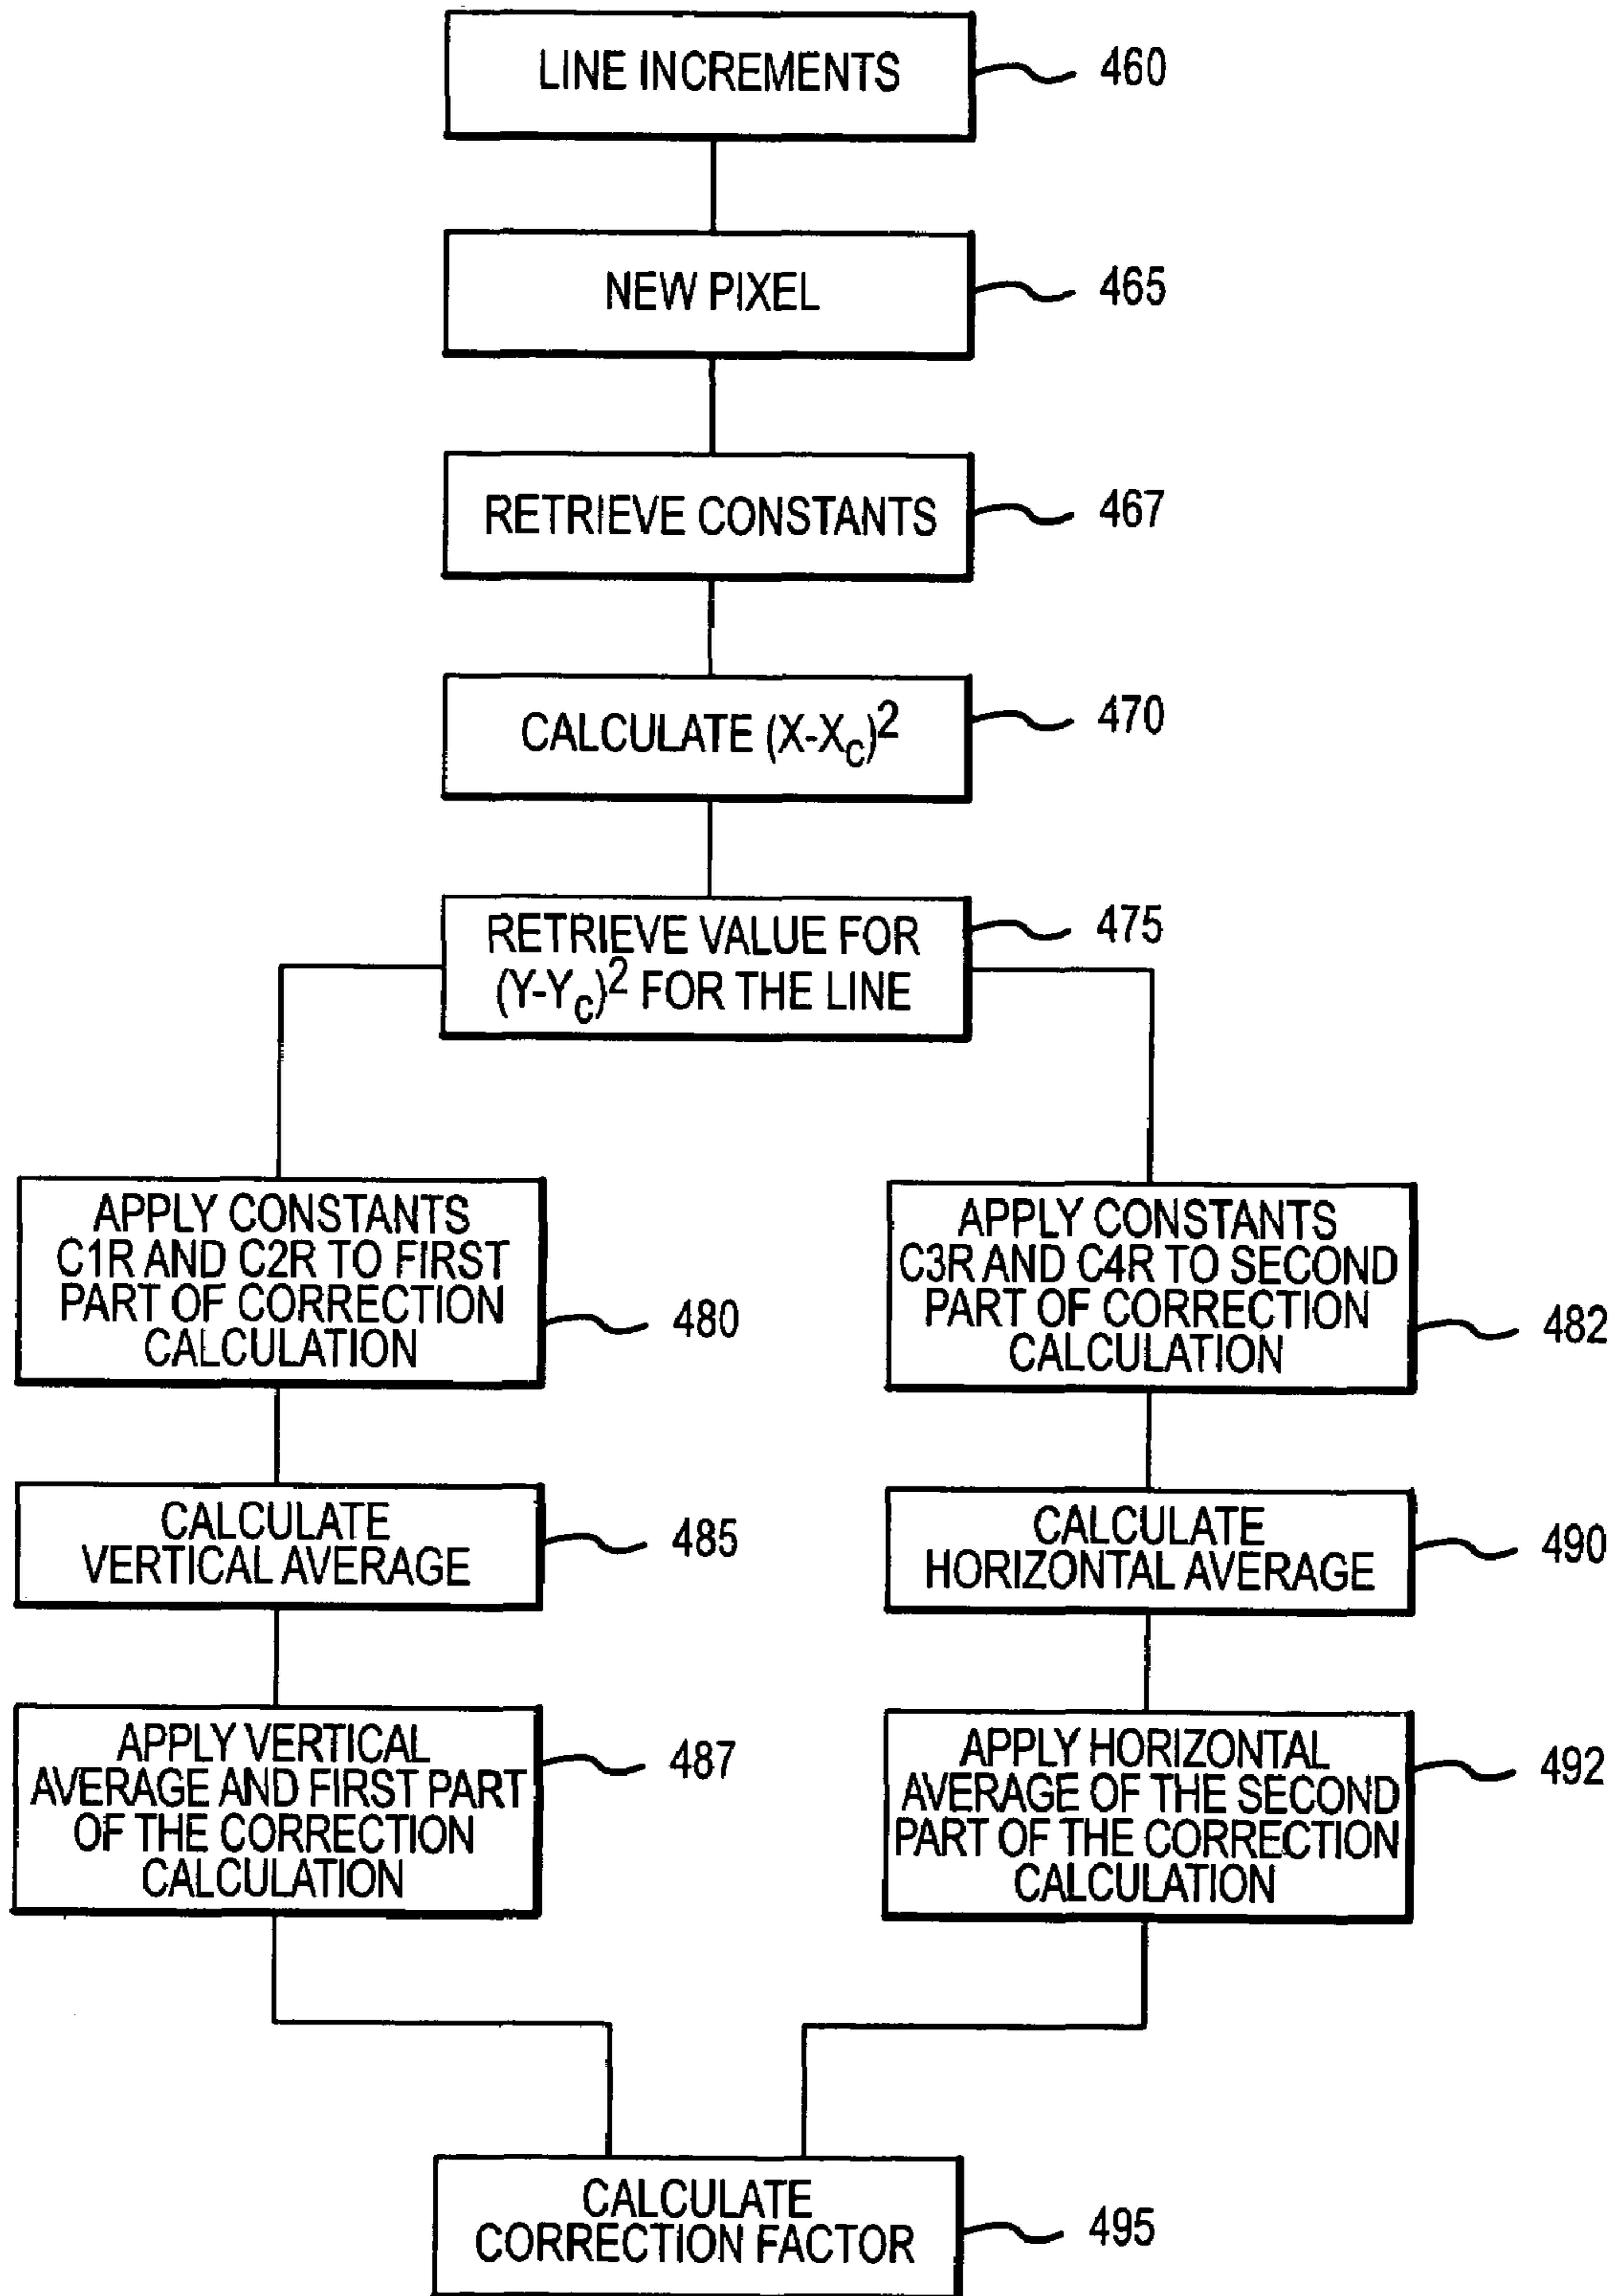 LINE INCREMENTS
460
NEW PIXEL
465
RETRIEVE CONSTANTS
467
CALCULATE (X-Xc)²
470
RETRIEVE VALUE FOR
(Y-Yc)² FOR THE LINE
475
APPLY CONSTANTS
C1R AND C2R TO FIRST
PART OF CORRECTION
CALCULATION
480
APPLY CONSTANTS
C3R AND C4R TO SECOND
PART OF CORRECTION
CALCULATION
482
CALCULATE
VERTICAL AVERAGE
485
CALCULATE
HORIZONTAL AVERAGE
490
APPLY VERTICAL
AVERAGE AND FIRST PART
OF THE CORRECTION
CALCULATION
487
APPLY HORIZONTAL
AVERAGE OF THE SECOND
PART OF THE CORRECTION
CALCULATION
492
CALCULATE
CORRECTION FACTOR
495